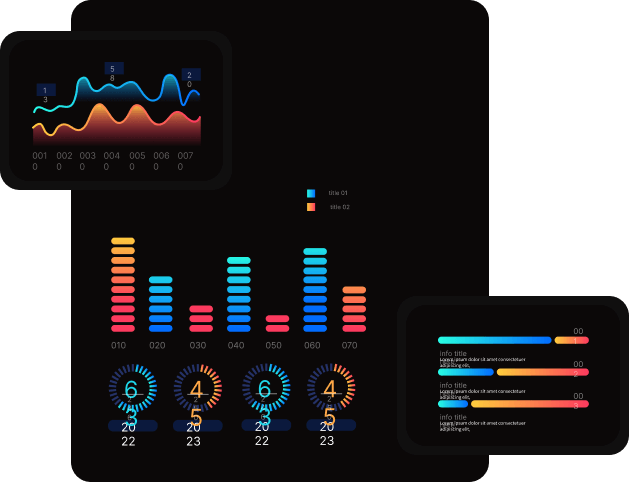 5
8
2
0
1
3
001 002 003 004 005 006 007
0 0 0 0 0 0 0
title 01
title 02
010 020 030 040 050 060 070
6 4 6 4
3 5 3 5
20 20 20 20
22 23 22 23
00
info title
Lorem ipsum dolor sit amet consectetuer
adipiscing elit,
00
info title
Lorem ipsum dolor sit amet consectetuer
adipiscing elit,
00
info title
Lorem ipsum dolor sit amet consectetuer
adipiscing elit,